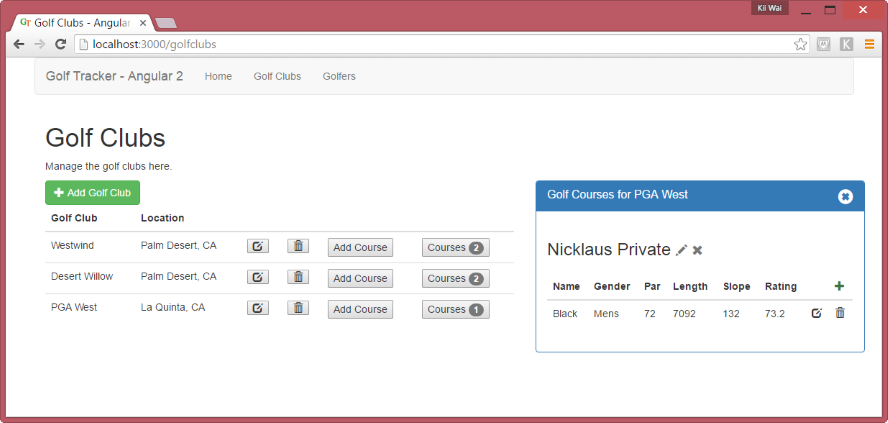 Kil Wai
GT Golf Clubs - Angular
localhost:3000/golfclubs
Golf Tracker - Angular 2 Home Golf Clubs Golfers
Golf Clubs
Manage the golf clubs here.
Add Golf Club
Golf Club Location
Westwind Palm Desert, CA Add Course Courses 2
Desert Willow Palm Desert, CA Add Course Courses 2
PGA West La Quinta, CA Add Course Courses 1
Golf Courses for PGA West
Nicklaus Private
Name Gender Par Length Slope Rating
Black Mens 72 7092 132 73.2